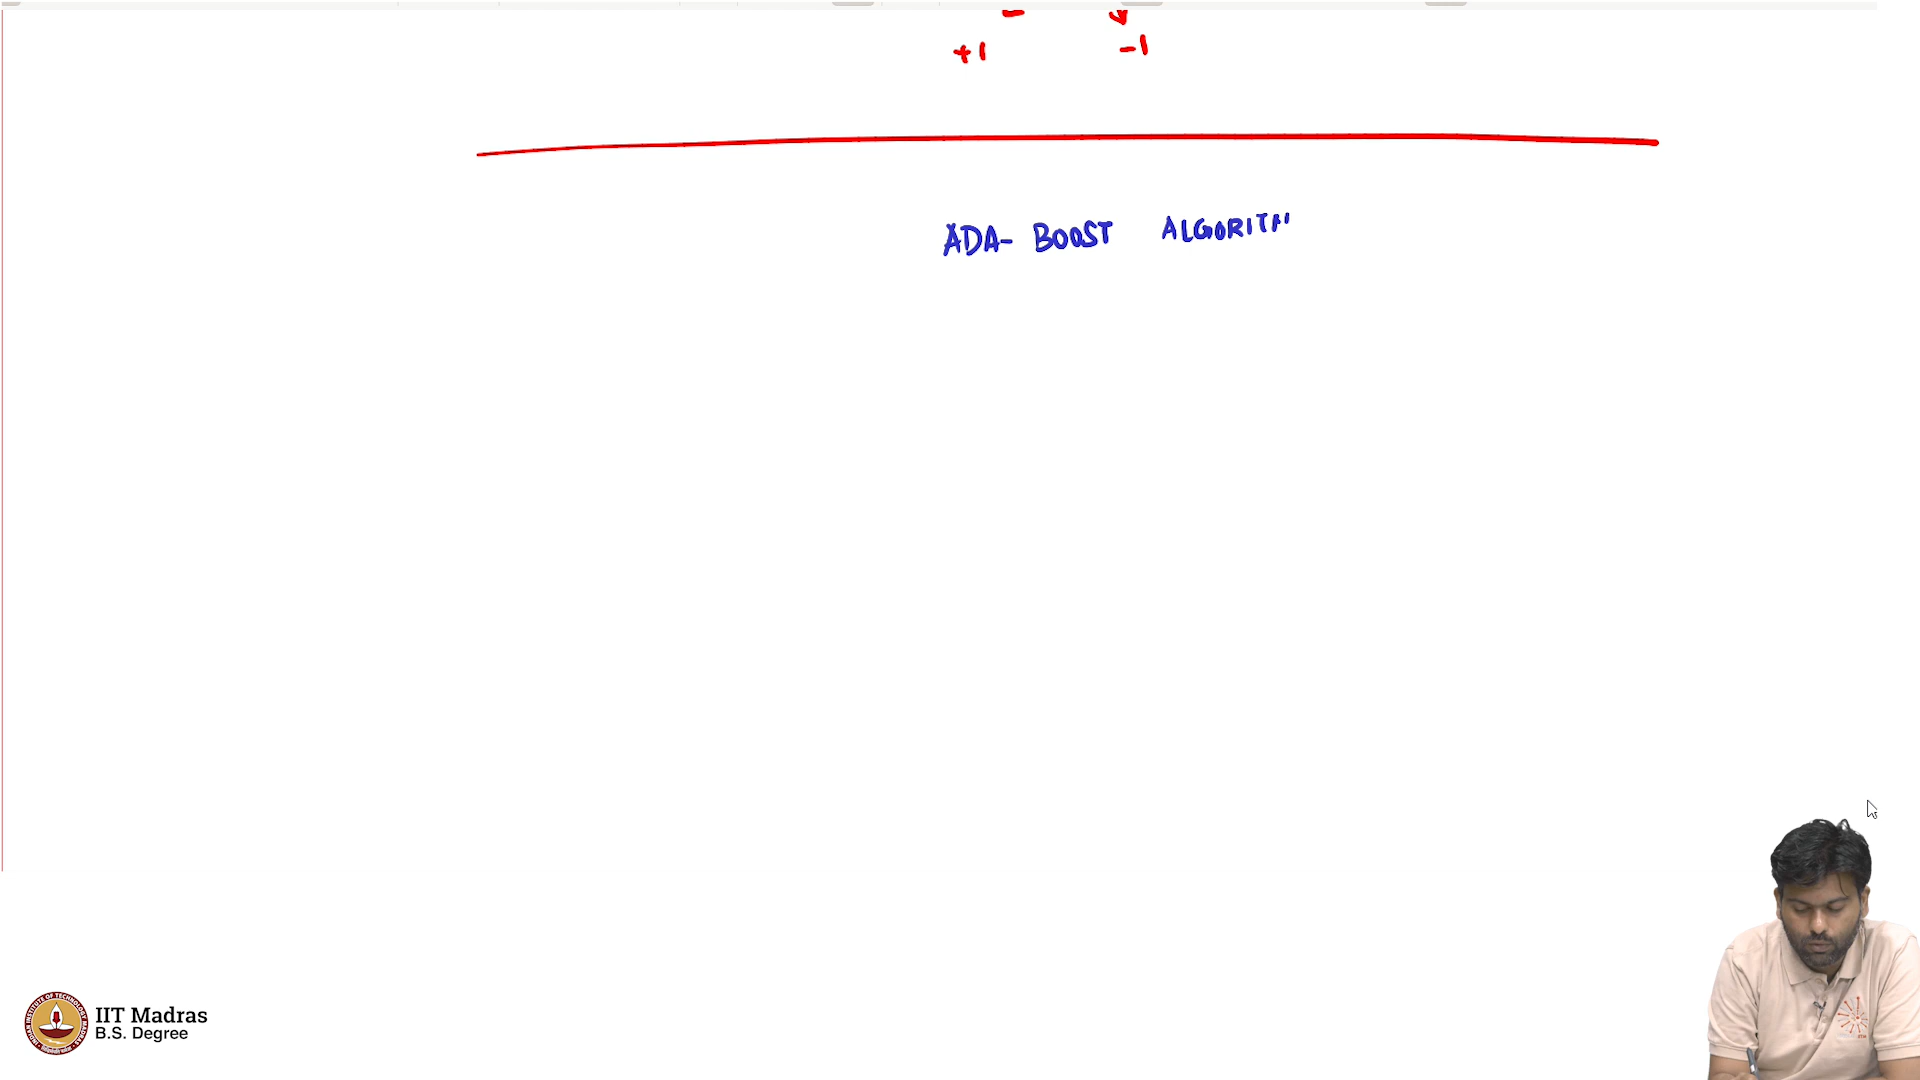 +1 -1
ADA- BOOST ALGORITH
IIT Madras
B.S. Degree